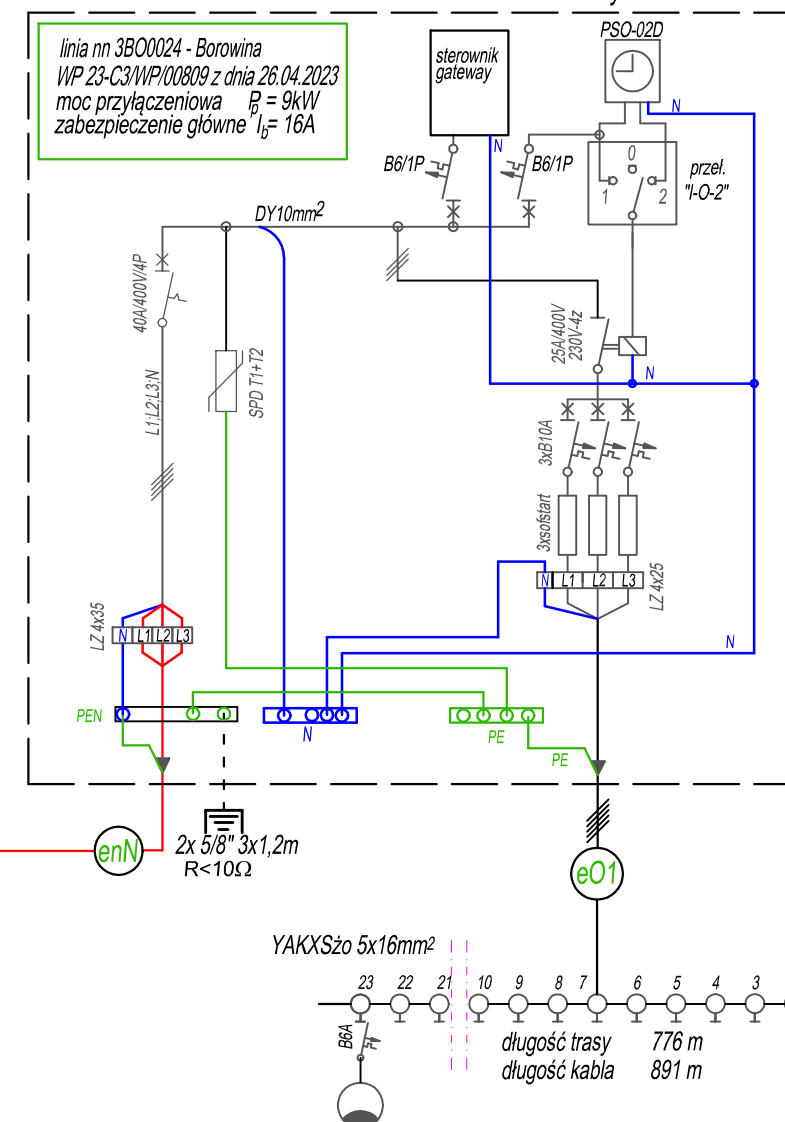 linia nn 3BO0024 - Borowina
WP 23-C3/WP/00809 z dnia 26.04.2023
moc przyłączeniowa Pp = 9kW
zabezpieczenie główne Ib= 16A
sterownik
gateway
PSO-02D
N
N
B6/1P
B6/1P
0
1
2
przeł.
"I-O-2"
DY10mm2
40A/400V/4P
L1;L2;L3;N
SPD T1+T2
25A/400V
230V-4z
N
3xB10A
3xsofstart
N L1 L2 L3
LZ 4x25
LZ 4x35
N L1 L2 L3
N
PEN
N
PE
PE
enN
2x 5/8" 3x1,2m
R<10Ω
eO1
YAKXSżo 5x16mm2
23 22 21 10 9 8 7 6 5 4 3
B6A
długość trasy 776 m
długość kabla 891 m